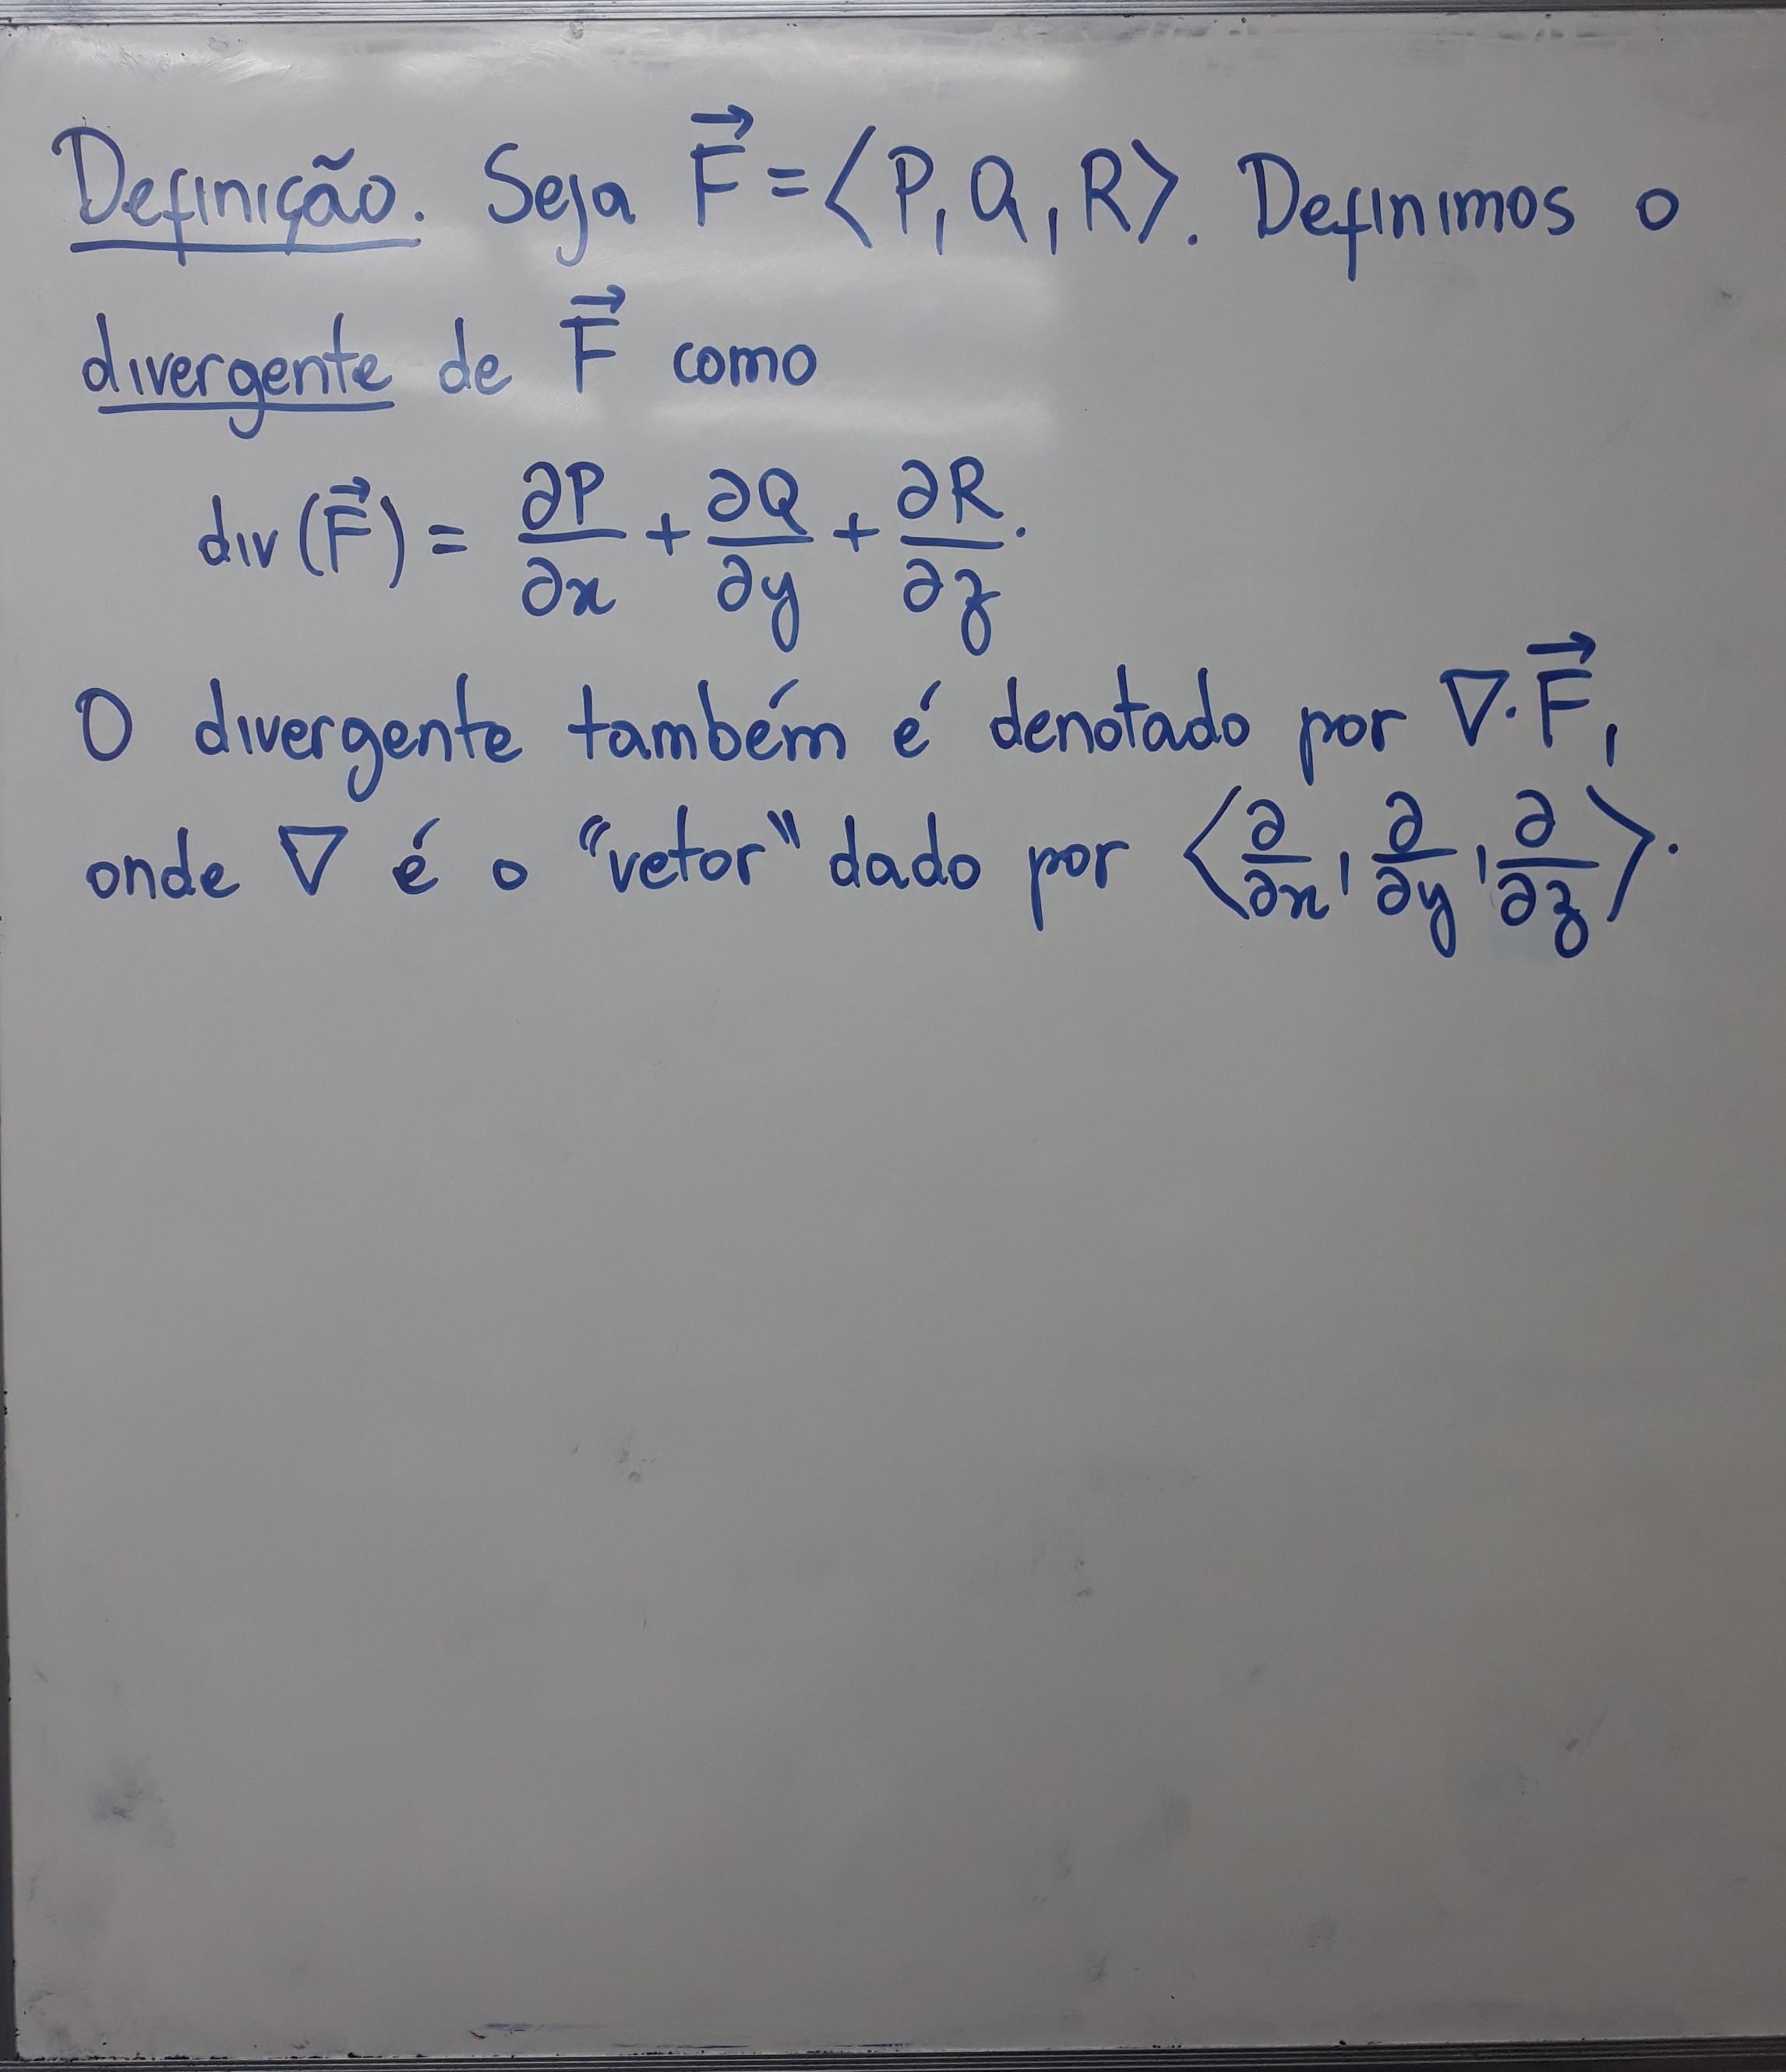 Definição. Seja $\vec{F} = \langle P, Q, R \rangle$. Definimos o
divergente de $\vec{F}$ como
$\text{div}(\vec{F}) = \frac{\partial P}{\partial x} + \frac{\partial Q}{\partial y} + \frac{\partial R}{\partial z}.$
O divergente também é denotado por $\nabla \cdot \vec{F}$,
onde $\nabla$ é o "vetor" dado por $\langle \frac{\partial}{\partial x}, \frac{\partial}{\partial y}, \frac{\partial}{\partial z} \rangle$.